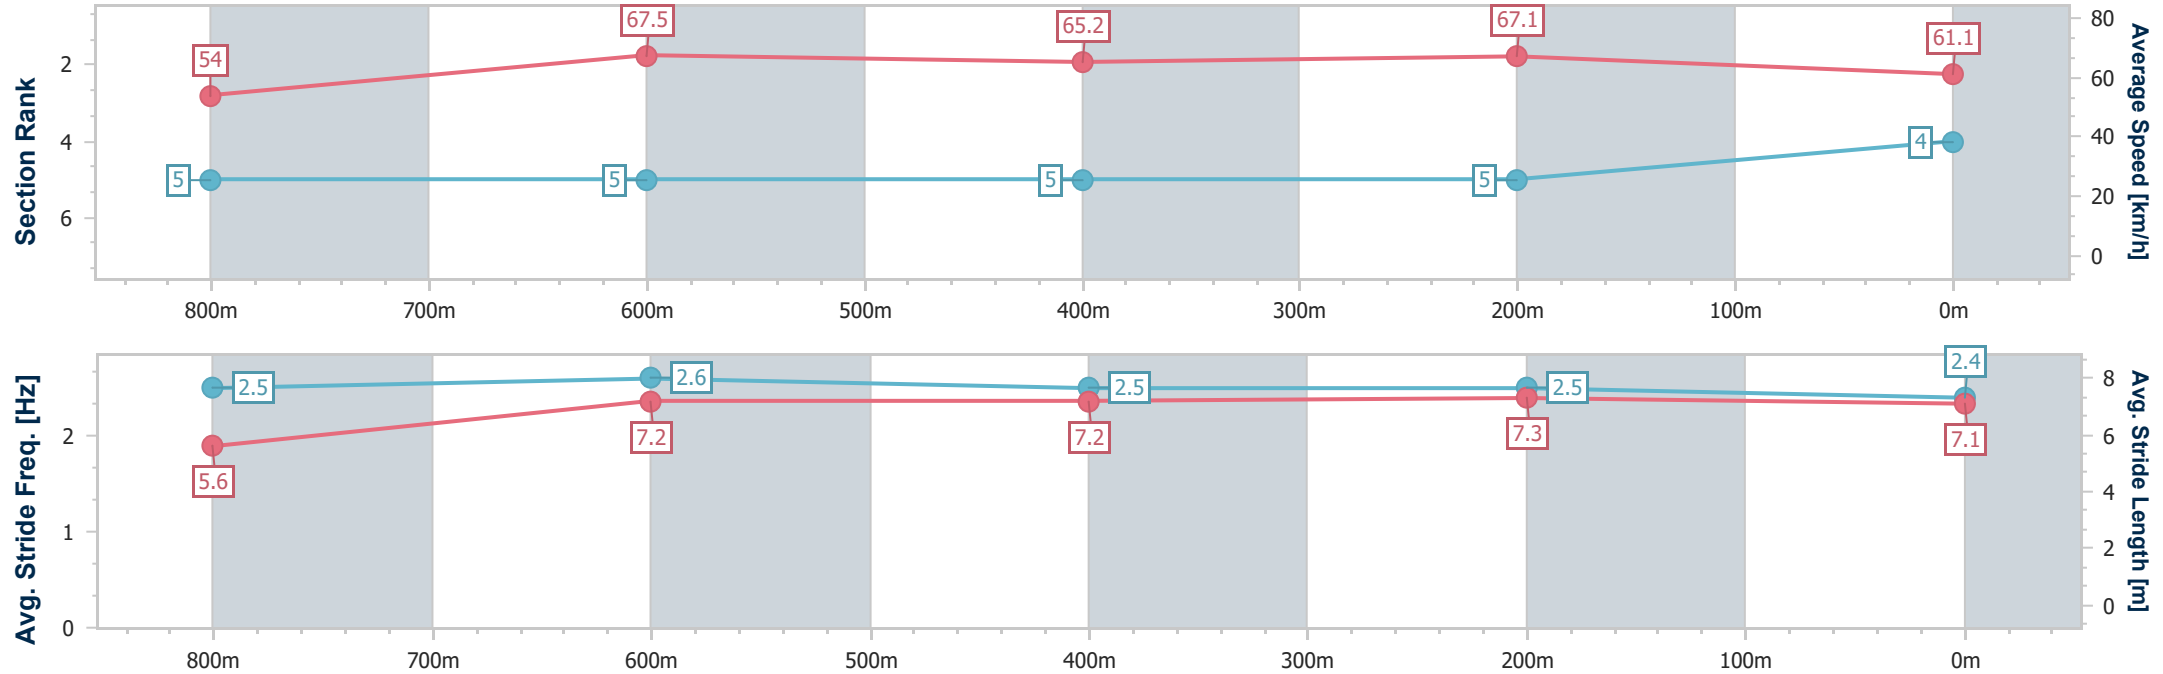 Section Rank
2
4
6
54
67.5
65.2
67.1
61.1
5
5
5
5
4
80
60
40
20
0
Average Speed [km/h]
800m
700m
600m
500m
400m
300m
200m
100m
0m
Avg. Stride Freq. [Hz]
2
1
0
2.5
2.6
2.5
2.5
2.4
5.6
7.2
7.2
7.3
7.1
8
6
4
2
0
Avg. Stride Length [m]
800m
700m
600m
500m
400m
300m
200m
100m
0m